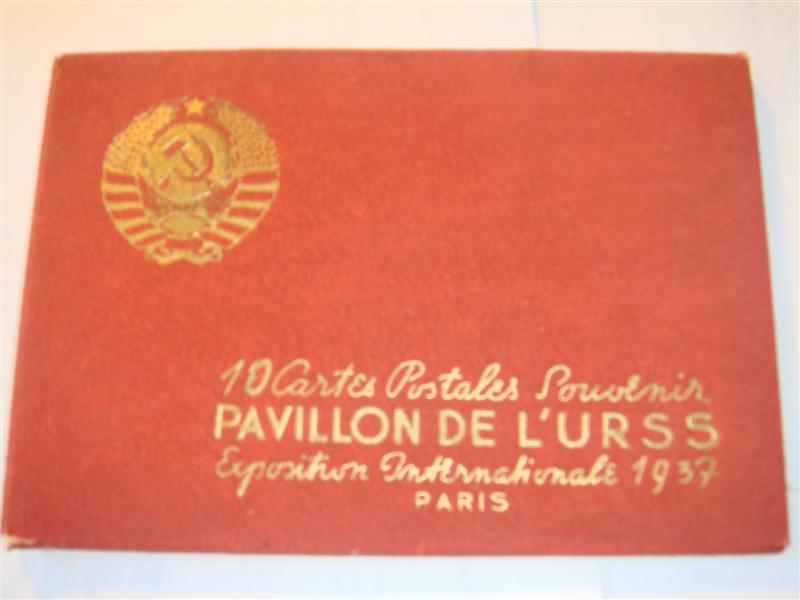 10 Cartes Postales Souvenir
PAVILLON DE L'URSS
Exposition Internationale 1937
PARIS